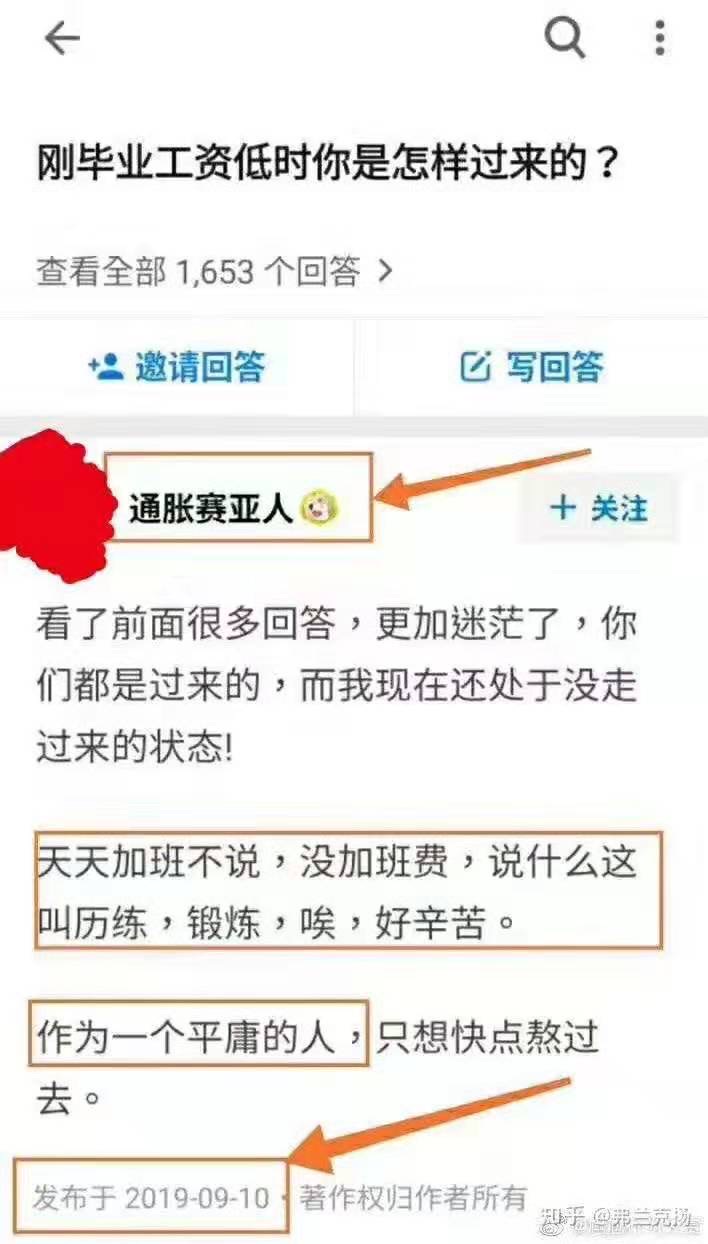 刚毕业工资低时你是怎样过来的？
查看全部 1,653 个回答 >
邀请回答
写回答
通胀赛亚人
+ 关注
看了前面很多回答，更加迷茫了，你
们都是过来的，而我现在还处于没走
过来的状态!
天天加班不说，没加班费，说什么这
叫历练，锻炼，唉，好辛苦。
作为一个平庸的人，只想快点熬过
去。
发布于 2019-09-10 · 著作权归作者所有
知乎 @弗兰克扬